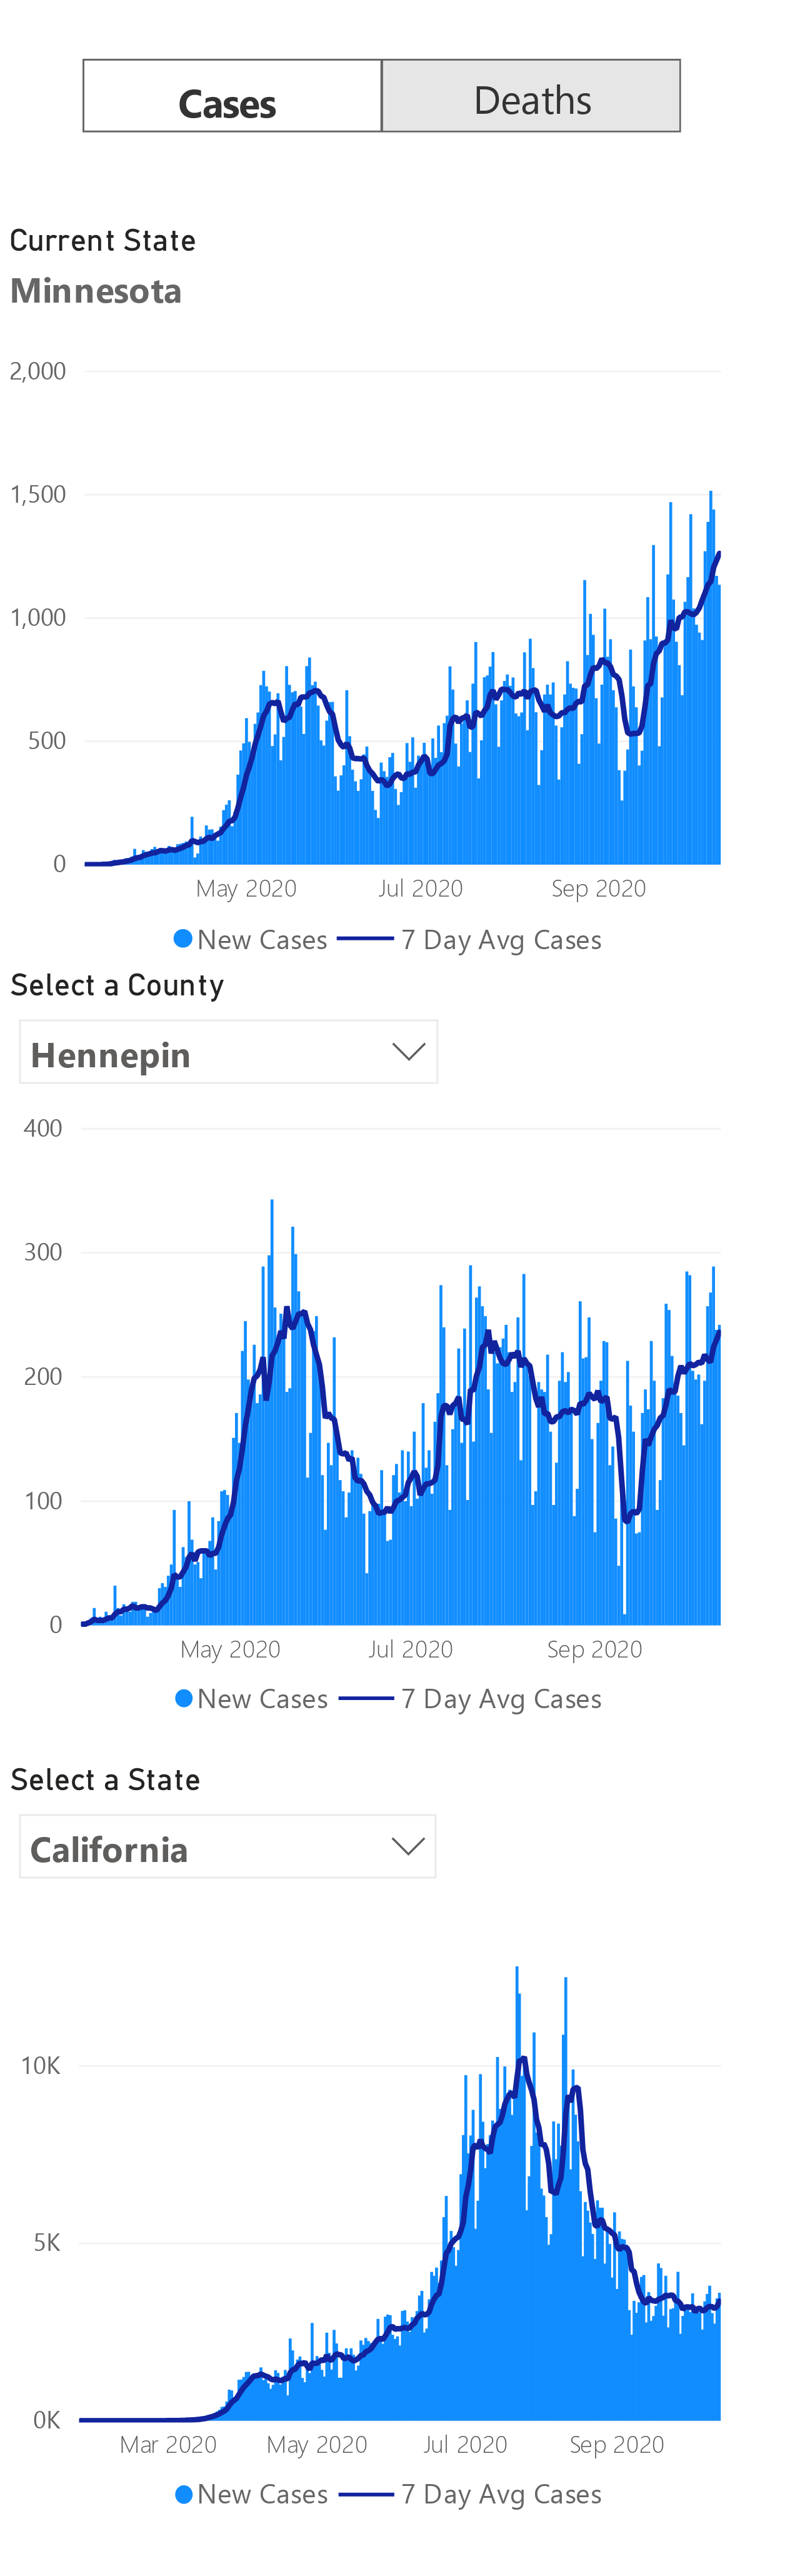 Cases Deaths
Current State
Minnesota
2,000
1,500
1,000
500
0
May 2020 Jul 2020 Sep 2020
New Cases 7 Day Avg Cases
Select a County
Hennepin
400
300
200
100
0
May 2020 Jul 2020 Sep 2020
New Cases 7 Day Avg Cases
Select a State
California
10K
5K
0K
Mar 2020 May 2020 Jul 2020 Sep 2020
New Cases 7 Day Avg Cases